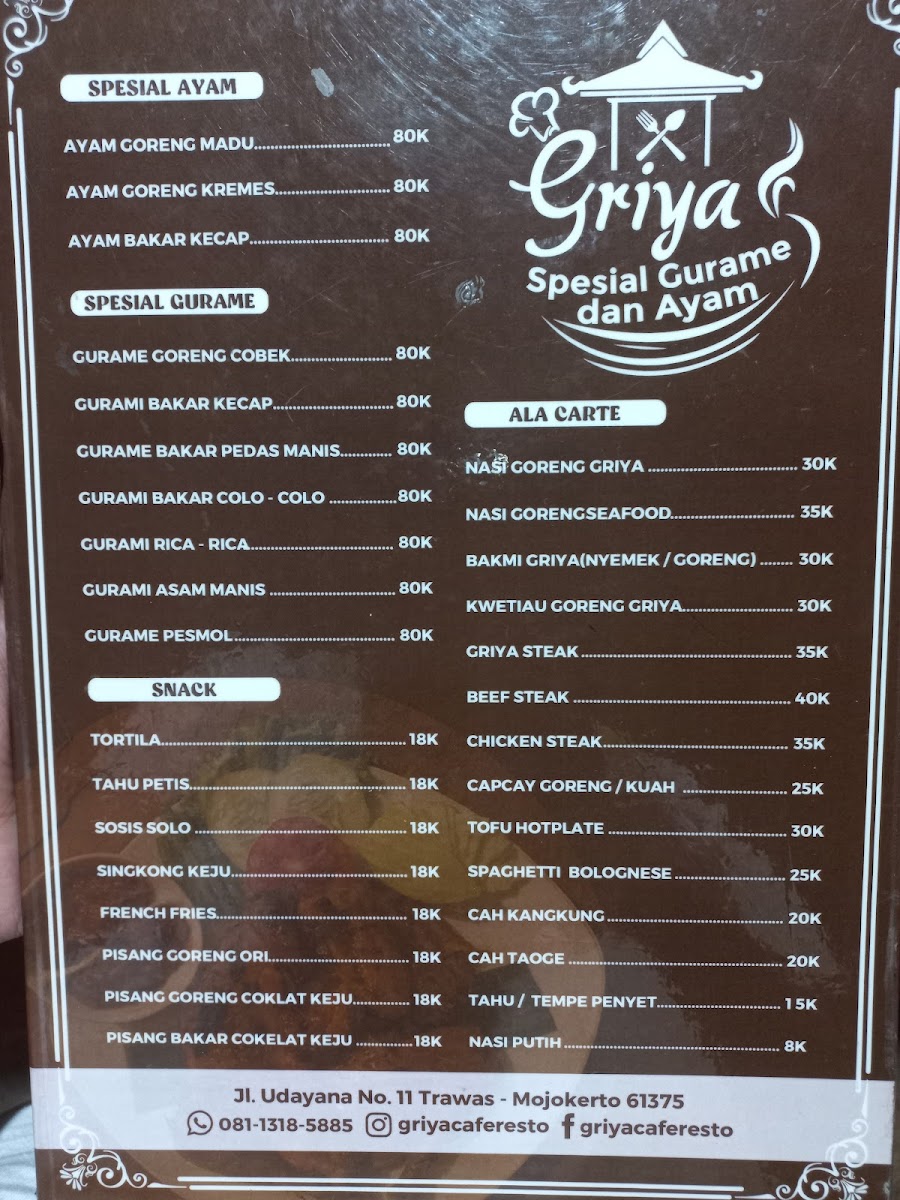 SPESIAL AYAM
AYAM GORENG MADU.......... 80K
AYAM GORENG KREMES.......... 80K
AYAM BAKAR KECAP.......... 80K
SPESIAL GURAME
GURAME GORENG COBEK.......... 80K
GURAMI BAKAR KECAP.......... 80K
GURAME BAKAR PEDAS MANIS.......... 80K
GURAMI BAKAR COLO - COLO .......... 80K
GURAMI RICA - RICA.......... 80K
GURAMI ASAM MANIS .......... 80K
GURAME PESMOL .......... 80K
SNACK
TORTILA.......... 18K
TAHU PETIS.......... 18K
SOSIS SOLO .......... 18K
SINGKONG KEJU.......... 18K
FRENCH FRIES.......... 18K
PISANG GORENG ORI.......... 18K
PISANG GORENG COKLAT KEJU.......... 18K
PISANG BAKAR COKELAT KEJU .......... 18K
Griya
Spesial Gurame
dan Ayam
ALA CARTE
NASI GORENG GRIYA .......... 30K
NASI GORENGSEAFOOD.......... 35K
BAKMI GRIYA(NYEMEK / GORENG) ........ 30K
KWETIAU GORENG GRIYA.......... 30K
GRIYA STEAK .......... 35K
BEEF STEAK .......... 40K
CHICKEN STEAK.......... 35K
CAPCAY GORENG / KUAH .......... 25K
TOFU HOTPLATE .......... 30K
SPAGHETTI BOLOGNESE .......... 25K
CAH KANGKUNG .......... 20K
CAH TAOGE .......... 20K
TAHU / TEMPE PENYET.......... 15K
NASI PUTIH .......... 8K
Jl. Udayana No. 11 Trawas - Mojokerto 61375
081-1318-5885 griyacaferesto griyacaferesto